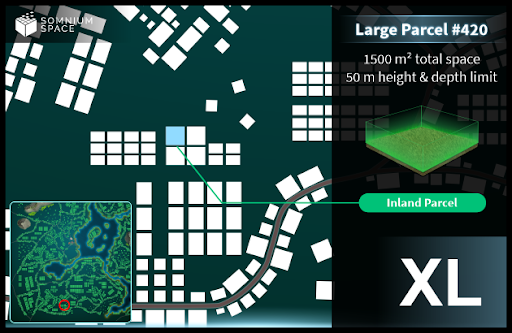 SOMNIUM
SPACE
Large Parcel #420
1500 m² total space
50 m height & depth limit
Inland Parcel
XL